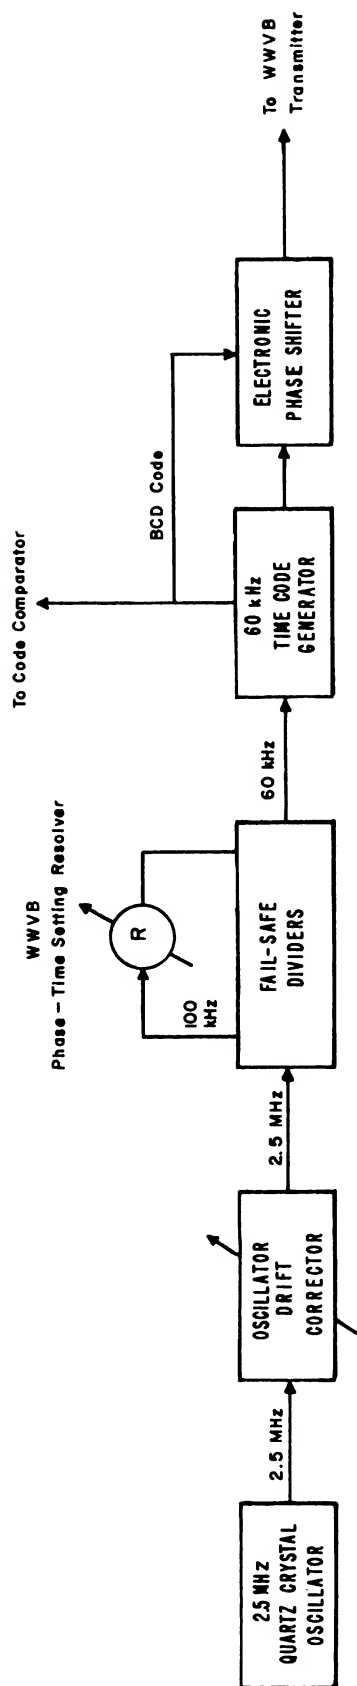 2.5 MHz
QUARTZ CRYSTAL
OSCILLATOR
2.5 MHz
OSCILLATOR
DRIFT
CORRECTOR
2.5 MHz
FAIL-SAFE
DIVIDERS
100
kHz
R
WWVB
Phase-Time Setting Resolver
60 kHz
60 kHz
TIME CODE
GENERATOR
To Code Comparator
BCD Code
ELECTRONIC
PHASE SHIFTER
To WWVB
Transmitter